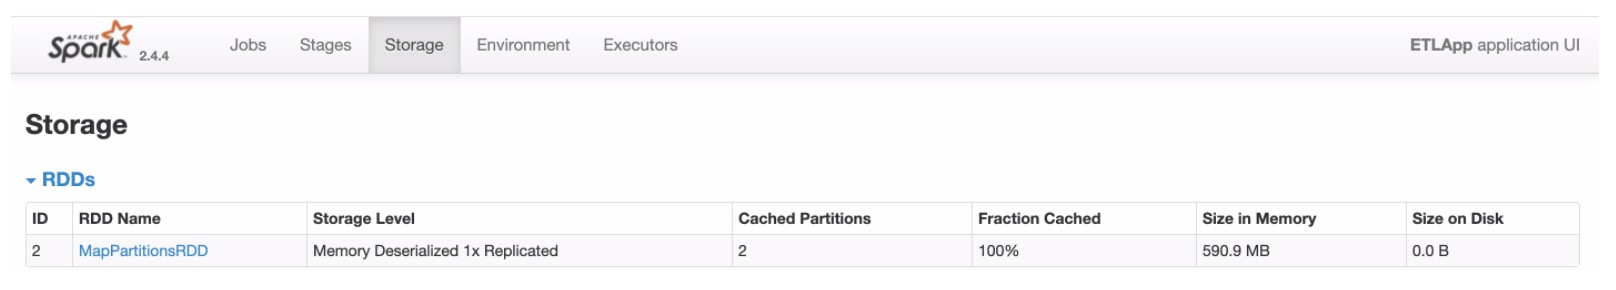 APACHE
Spark 2.4.4 Jobs Stages Storage Environment Executors ETLApp application UI
Storage
RDDs
ID RDD Name Storage Level Cached Partitions Fraction Cached Size in Memory Size on Disk
2 MapPartitionsRDD Memory Deserialized 1x Replicated 2 100% 590.9 MB 0.0 B